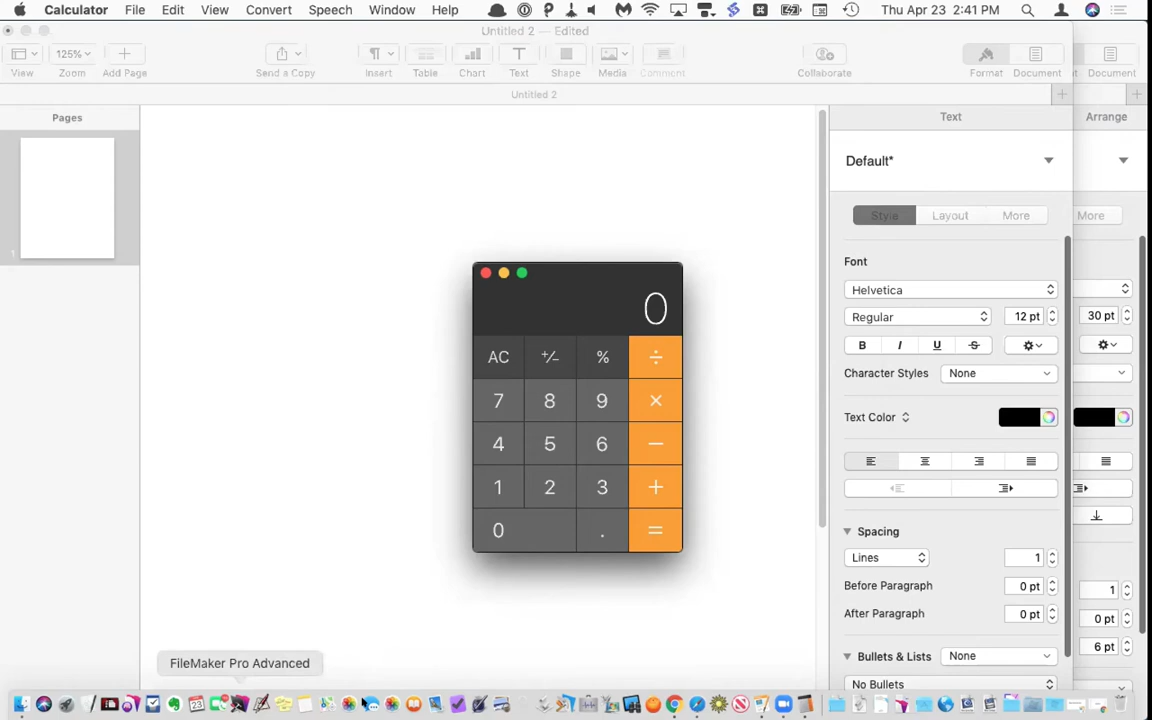 Calculator File Edit View Convert Speech Window Help Thu Apr 23 2:41 PM
Untitled 2 — Edited
125%
View Zoom Add Page Send a Copy Insert Table Chart Text Shape Media Comment Collaborate Format Document Document
Untitled 2
Pages Text Arrange
1
Default*
Style Layout More More
Font
Helvetica
Regular 12 pt 30 pt
B I U S
Character Styles None
Text Color
Spacing
Lines 1 1
Before Paragraph 0 pt 0 pt
After Paragraph 0 pt 6 pt
Bullets & Lists None
No Bullets
0
AC +/- % ÷
7 8 9 ×
4 5 6 −
1 2 3 +
0 . =
FileMaker Pro Advanced
23